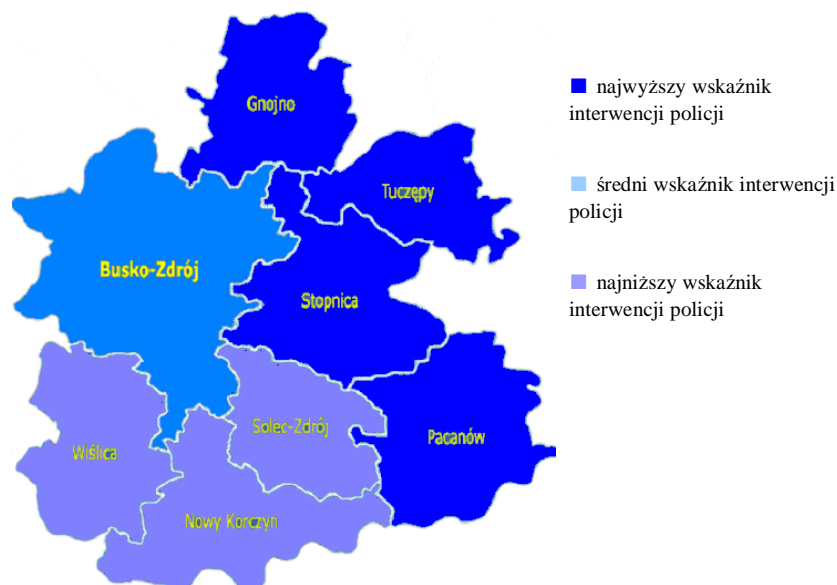 Gnojno
Tuczępy
Busko-Zdrój
Stopnica
Solec-Zdrój
Pacanów
Wiślica
Nowy Korczyn
najwyższy wskaźnik
interwencji policji
średni wskaźnik interwencji
policji
najniższy wskaźnik
interwencji policji